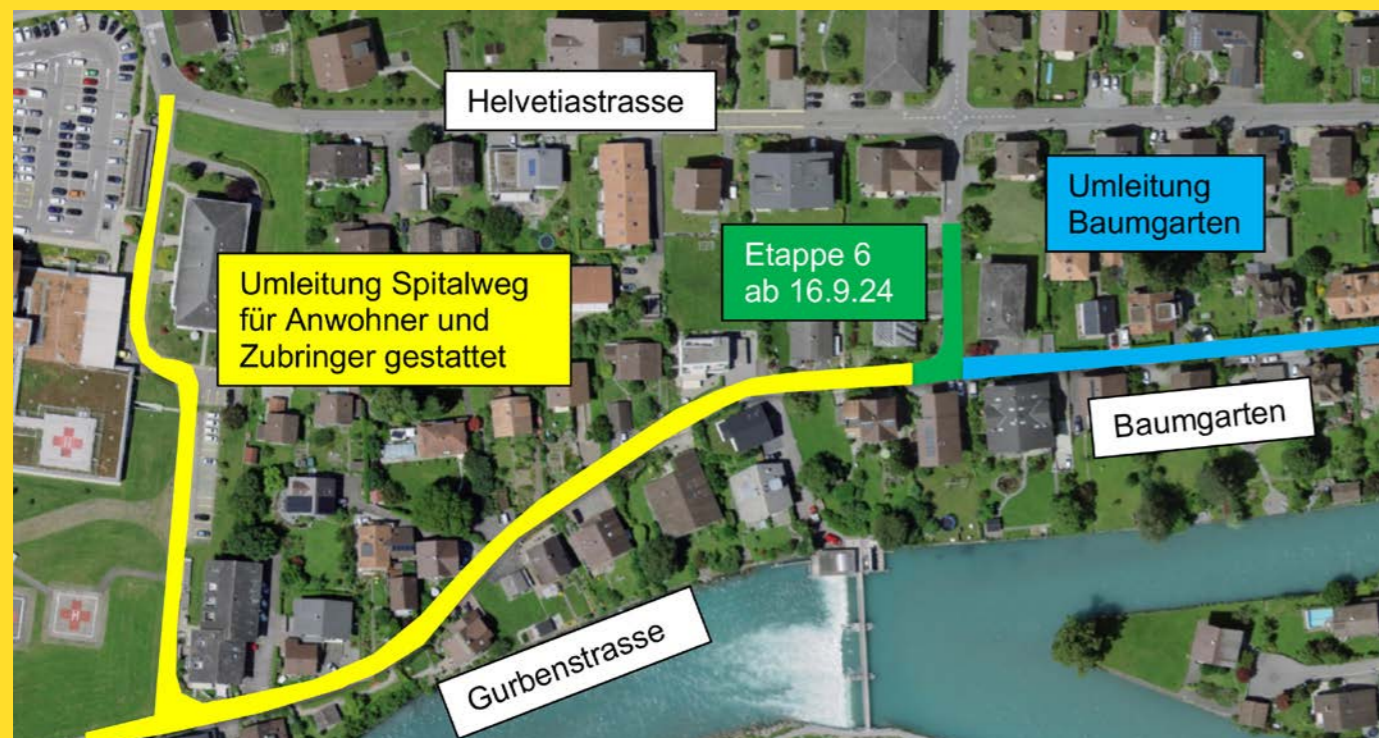 Helvetiastrasse
Umleitung
Baumgarten
Etappe 6
ab 16.9.24
Umleitung Spitalweg
für Anwohner und
Zubringer gestattet
Baumgarten
Gurbenstrasse
H
H